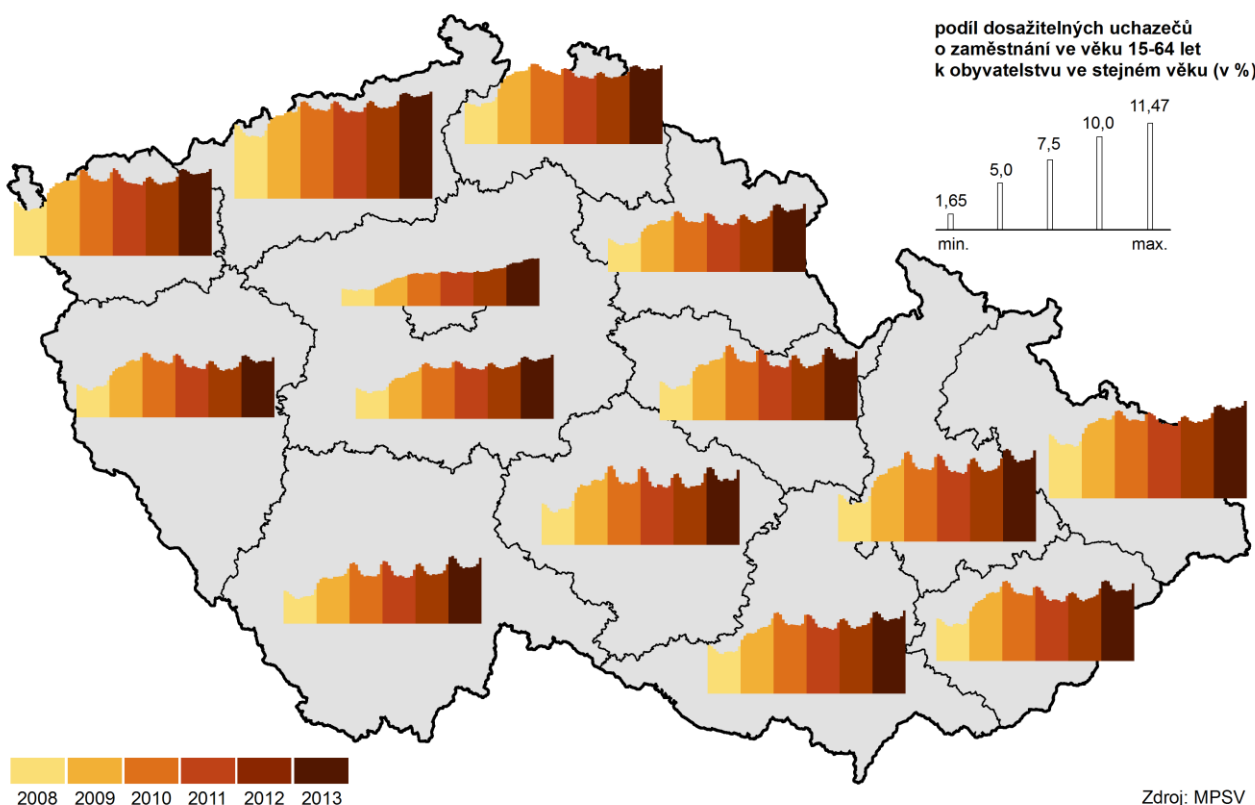 podíl dosažitelných uchazečů
o zaměstnání ve věku 15-64 let
k obyvatelstvu ve stejném věku (v %)
11,47
10,0
7,5
5,0
1,65
min.
max.
2008 2009 2010 2011 2012 2013
Zdroj: MPSV